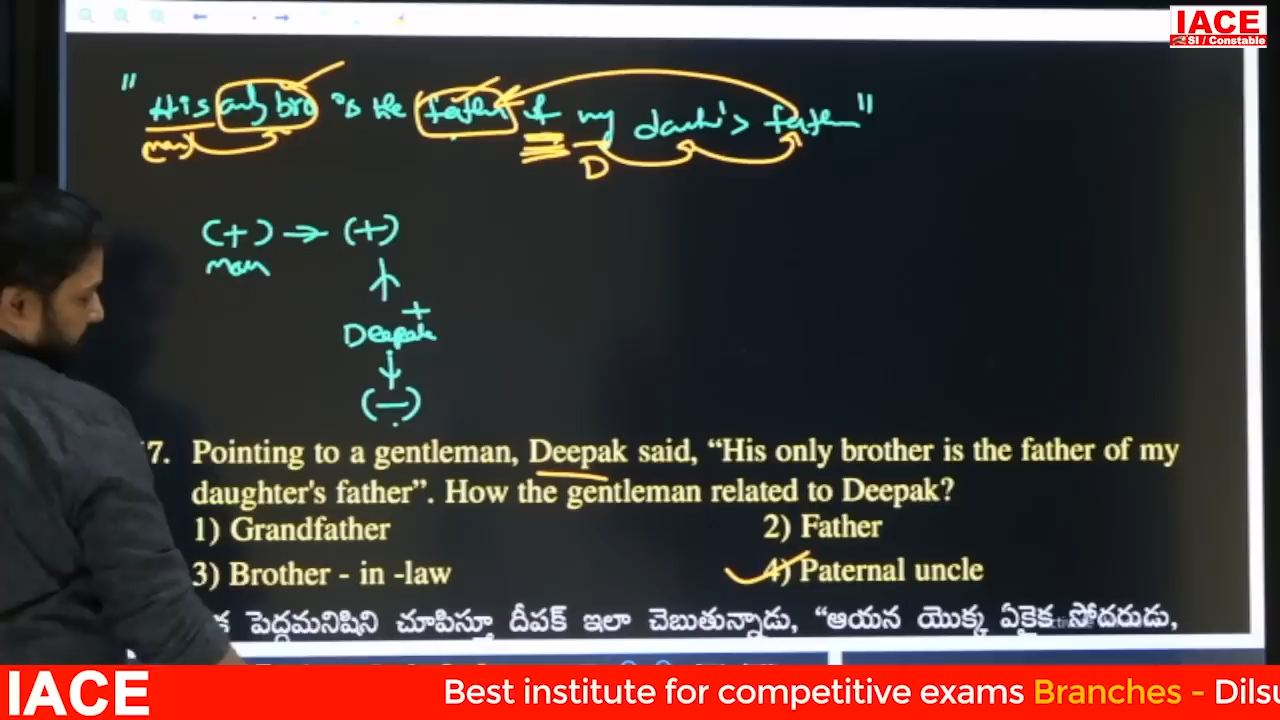 IACE
SI / Constable
"His only bro is the father of my daut's father"
(man)
D
(+) → (+)
man
+
Deepak
(−)
57. Pointing to a gentleman, Deepak said, “His only brother is the father of my
daughter's father”. How the gentleman related to Deepak?
1) Grandfather 2) Father
3) Brother - in -law 4) Paternal uncle
పెద్దమనిషిని చూపిస్తూ దీపక్ ఇలా చెబుతున్నాడు, “ఆయన యొక్క ఏకైక సోదరుడు,
IACE Best institute for competitive exams Branches - Dilsu